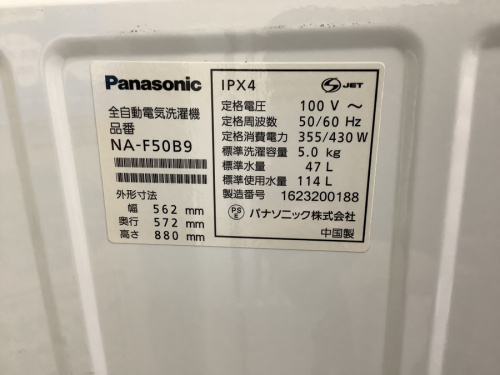 Panasonic
全自動電気洗濯機
品番
NA-F50B9
外形寸法
幅 562 mm
奥行 572 mm
高さ 880 mm
IPX4
S JET
定格電圧 100 V ～
定格周波数 50/60 Hz
定格消費電力 355/430 W
標準洗濯容量 5.0 kg
標準水量 47 L
標準使用水量 114 L
製造番号 1623200188
PS E パナソニック株式会社
中国製